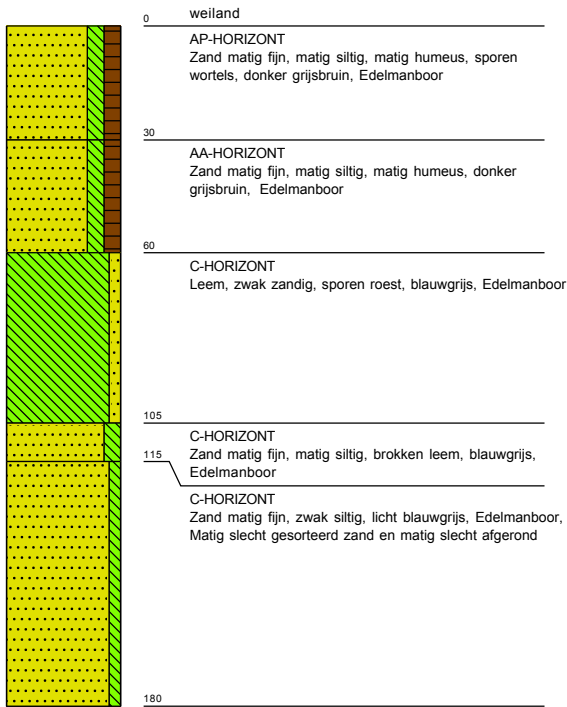 0
weiland
AP-HORIZONT
Zand matig fijn, matig siltig, matig humeus, sporen
wortels, donker grijsbruin, Edelmanboor
30
AA-HORIZONT
Zand matig fijn, matig siltig, matig humeus, donker
grijsbruin, Edelmanboor
60
C-HORIZONT
Leem, zwak zandig, sporen roest, blauwgrijs, Edelmanboor
105
C-HORIZONT
Zand matig fijn, matig siltig, brokken leem, blauwgrijs,
Edelmanboor
115
C-HORIZONT
Zand matig fijn, zwak siltig, licht blauwgrijs, Edelmanboor,
Matig slecht gesorteerd zand en matig slecht afgerond
180